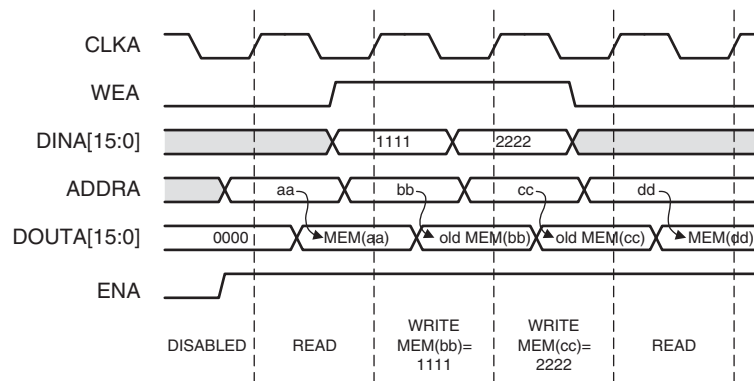 CLKA
WEA
DINA[15:0] 1111 2222
ADDRA aa bb cc dd
DOUTA[15:0] 0000 MEM(aa) old MEM(bb) old MEM(cc) MEM(dd)
ENA
DISABLED READ WRITE MEM(bb)= 1111 WRITE MEM(cc)= 2222 READ